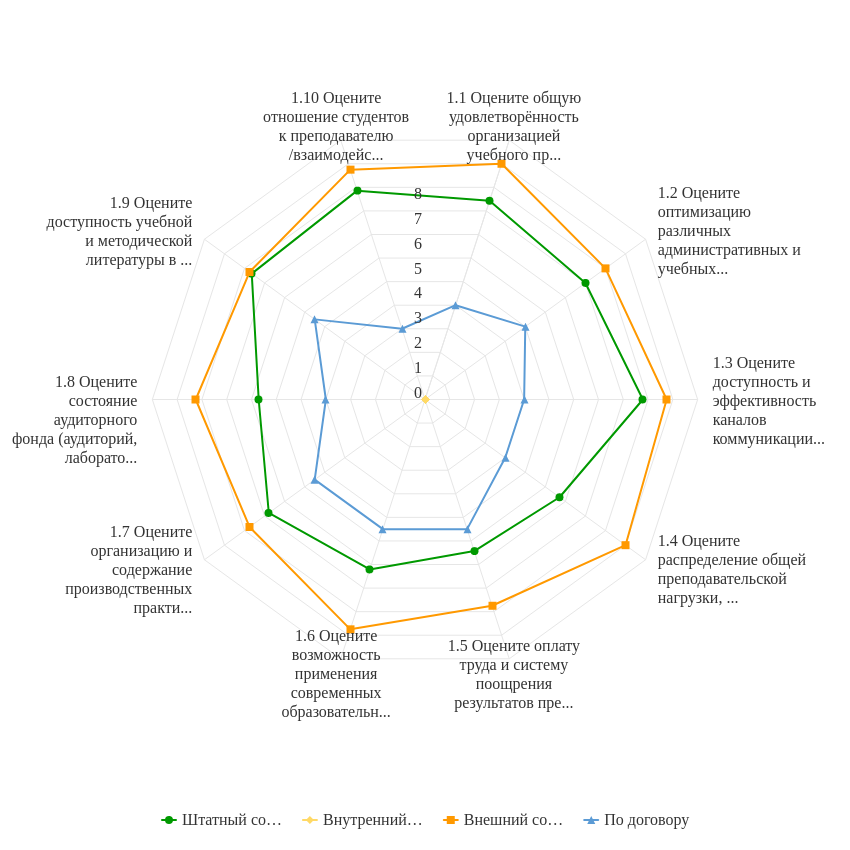 1.10 Оцените
отношение студентов
к преподавателю
/взаимодейс...
1.1 Оцените общую
удовлетворённость
организацией
учебного пр...
1.2 Оцените
оптимизацию
различных
административных и
учебных...
1.3 Оцените
доступность и
эффективность
каналов
коммуникации...
1.4 Оцените
распределение общей
преподавательской
нагрузки, ...
1.5 Оцените оплату
труда и систему
поощрения
результатов пре...
1.6 Оцените
возможность
применения
современных
образовательн...
1.7 Оцените
организацию и
содержание
производственных
практи...
1.8 Оцените
состояние
аудиторного
фонда (аудиторий,
лаборато...
1.9 Оцените
доступность учебной
и методической
литературы в ...
8
7
6
5
4
3
2
1
0
Штатный со… Внутренний… Внешний со… По договору